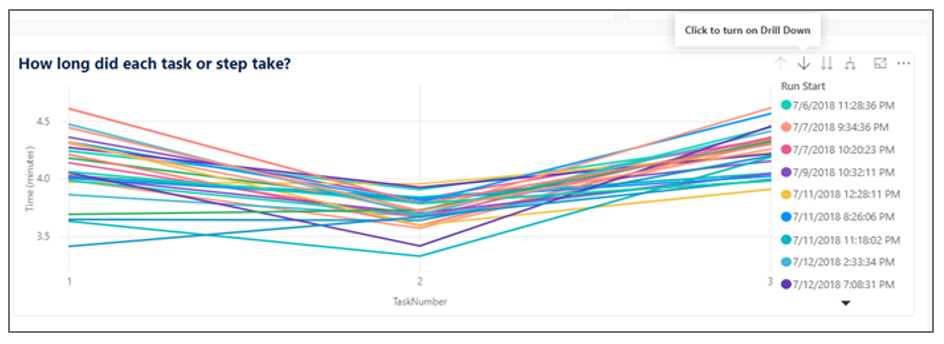 Click to turn on Drill Down
How long did each task or step take?
Run Start
7/6/2018 11:28:36 PM
7/7/2018 9:34:36 PM
7/7/2018 10:20:23 PM
7/9/2018 10:32:11 PM
7/11/2018 12:28:11 PM
7/11/2018 8:26:06 PM
7/11/2018 11:18:02 PM
7/12/2018 2:33:34 PM
7/12/2018 7:08:31 PM
Time (minutes)
4.5
4.0
3.5
1
2
3
TaskNumber